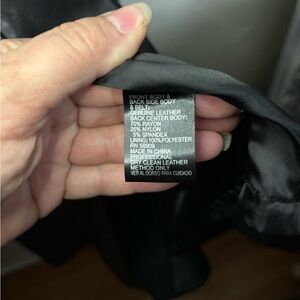 FRONT BODY &
BACK SIDE BODY
& BELT:
GENUINE LEATHER
BACK CENTER BODY:
70% RAYON
25% NYLON
5% SPANDEX
LINING: 100% POLYESTER
RN 58909
MADE IN CHINA
PROFESSIONAL
DRY CLEAN LEATHER
METHOD ONLY
VER AL DORSO PARA CUIDADO